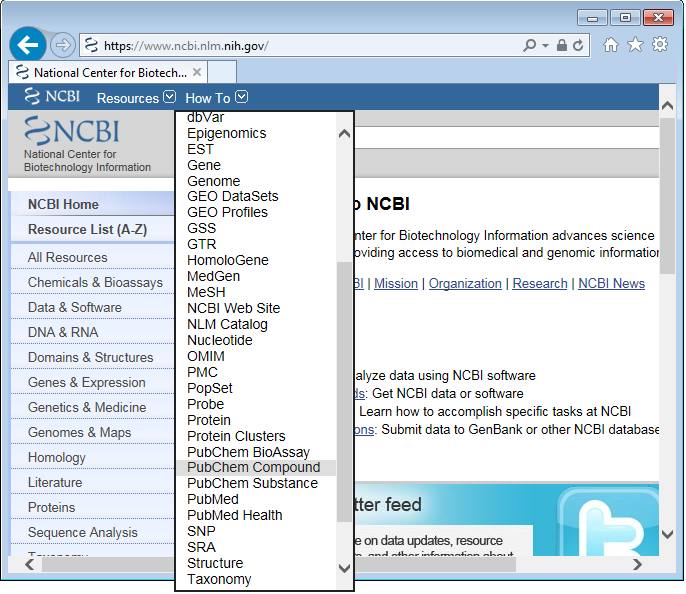 https://www.ncbi.nlm.nih.gov/
National Center for Biotech...
NCBI Resources How To
NCBI
National Center for
Biotechnology Information
NCBI Home
Resource List (A-Z)
All Resources
Chemicals & Bioassays
Data & Software
DNA & RNA
Domains & Structures
Genes & Expression
Genetics & Medicine
Genomes & Maps
Homology
Literature
Proteins
Sequence Analysis
Taxonomy
dbVar
Epigenomics
EST
Gene
Genome
GEO DataSets
GEO Profiles
GSS
GTR
HomoloGene
MedGen
MeSH
NCBI Web Site
NLM Catalog
Nucleotide
OMIM
PMC
PopSet
Probe
Protein
Protein Clusters
PubChem BioAssay
PubChem Compound
PubChem Substance
PubMed
PubMed Health
SNP
SRA
Structure
Taxonomy
o NCBI
nter for Biotechnology Information advances science
oviding access to biomedical and genomic information
BI | Mission | Organization | Research | NCBI News
alyze data using NCBI software
ds: Get NCBI data or software
Learn how to accomplish specific tasks at NCBI
ons: Submit data to GenBank or other NCBI database
tter feed
e on data updates, resource
and other information about